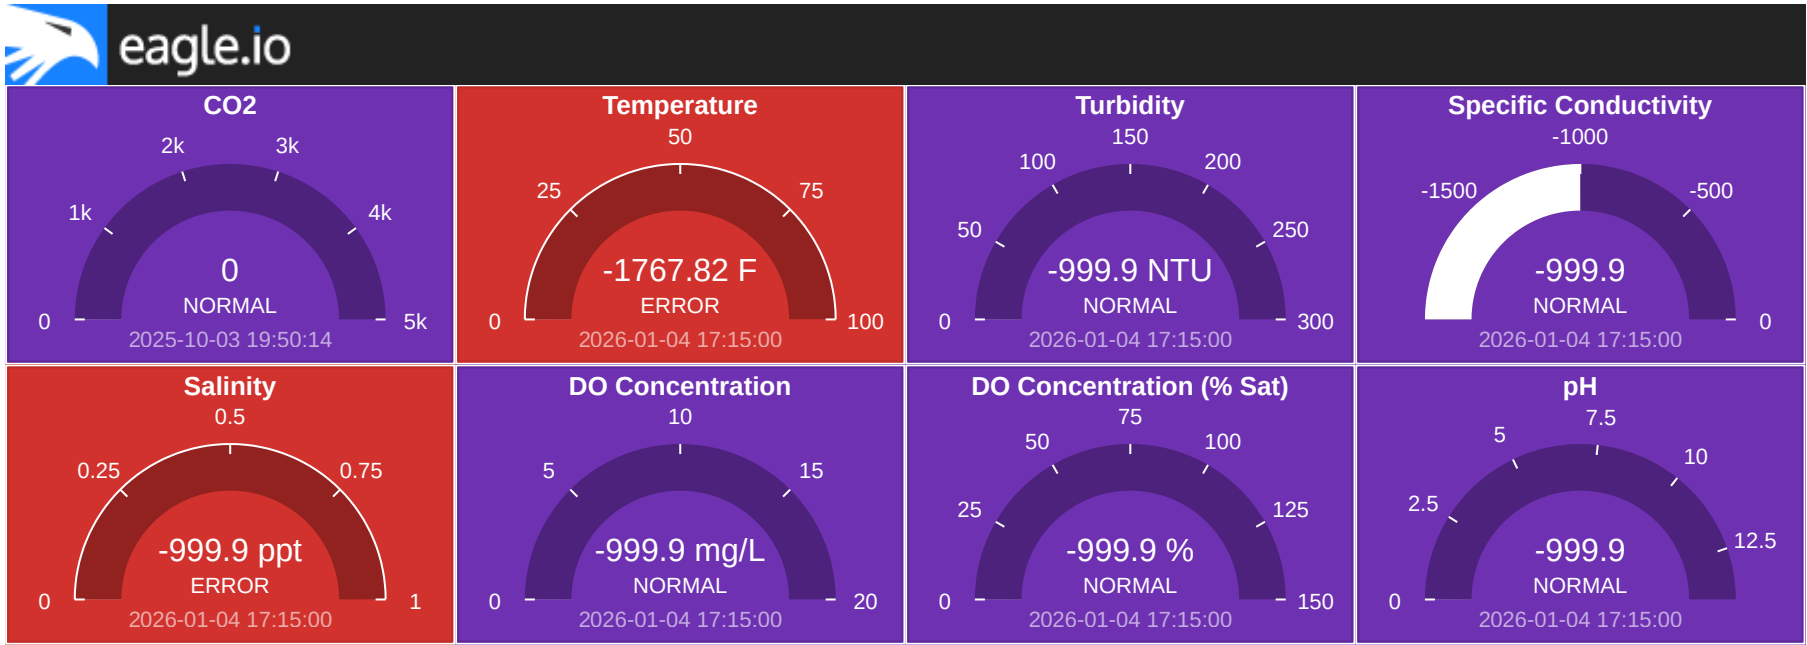 eagle.io
CO2
2k
3k
1k
4k
0
NORMAL
0
5k
2025-10-03 19:50:14
Temperature
50
25
75
-1767.82 F
ERROR
0
100
2026-01-04 17:15:00
Turbidity
150
100
200
50
250
-999.9 NTU
NORMAL
0
300
2026-01-04 17:15:00
Specific Conductivity
-1000
-1500
-500
-999.9
NORMAL
0
2026-01-04 17:15:00
Salinity
0.5
0.25
0.75
-999.9 ppt
ERROR
0
1
2026-01-04 17:15:00
DO Concentration
10
5
15
-999.9 mg/L
NORMAL
0
20
2026-01-04 17:15:00
DO Concentration (% Sat)
75
50
100
25
125
-999.9 %
NORMAL
0
150
2026-01-04 17:15:00
pH
7.5
5
10
2.5
12.5
-999.9
NORMAL
0
2026-01-04 17:15:00